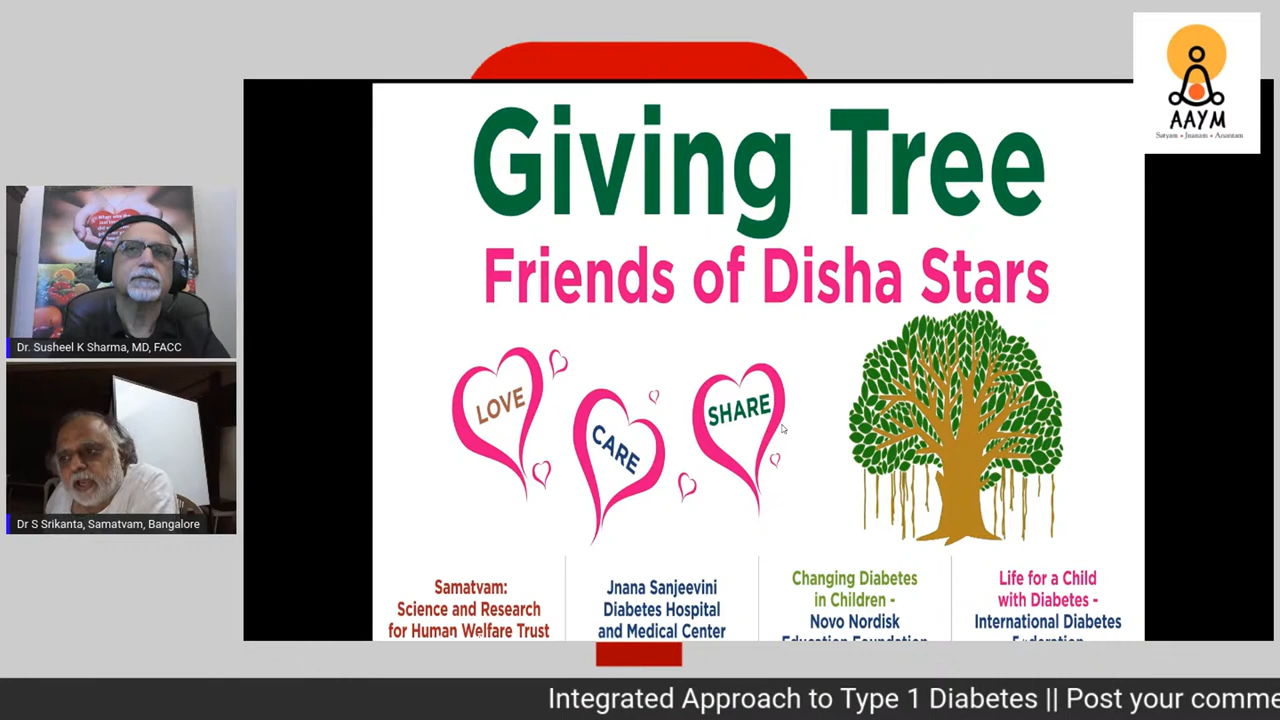 AAYM
Satyam • Jnanam • Anantam
Giving Tree
Friends of Disha Stars
LOVE
CARE
SHARE
Samatvam:
Science and Research
for Human Welfare Trust
Jnana Sanjeevini
Diabetes Hospital
and Medical Center
Changing Diabetes
in Children -
Novo Nordisk
Education Foundation
Life for a Child
with Diabetes -
International Diabetes
Federation
Dr. Susheel K Sharma, MD, FACC
Dr S Srikanta, Samatvam, Bangalore
Integrated Approach to Type 1 Diabetes || Post your comme